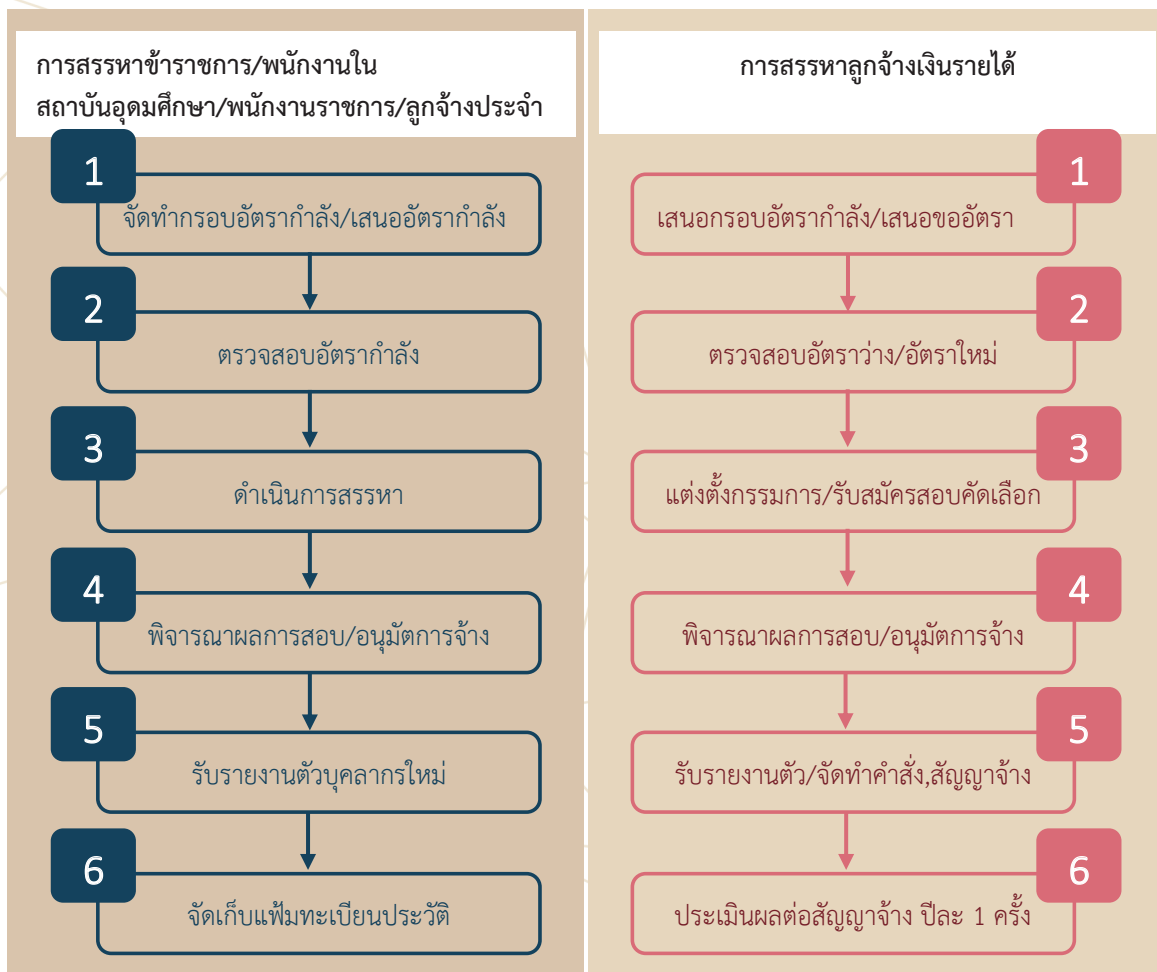 การสรรหาข้าราชการ/พนักงานใน
สถาบันอุดมศึกษา/พนักงานราชการ/ลูกจ้างประจำ
1
จัดทำกรอบอัตรากำลัง/เสนออัตรากำลัง
2
ตรวจสอบอัตรากำลัง
3
ดำเนินการสรรหา
4
พิจารณาผลการสอบ/อนุมัตการจ้าง
5
รับรายงานตัวบุคลากรใหม่
6
จัดเก็บแฟ้มทะเบียนประวัติ
การสรรหาลูกจ้างเงินรายได้
1
เสนอกรอบอัตรากำลัง/เสนอขออัตรา
2
ตรวจสอบอัตราว่าง/อัตราใหม่
3
แต่งตั้งกรรมการ/รับสมัครสอบคัดเลือก
4
พิจารณาผลการสอบ/อนุมัตการจ้าง
5
รับรายงานตัว/จัดทำคำสั่ง,สัญญาจ้าง
6
ประเมินผลต่อสัญญาจ้าง ปีละ 1 ครั้ง